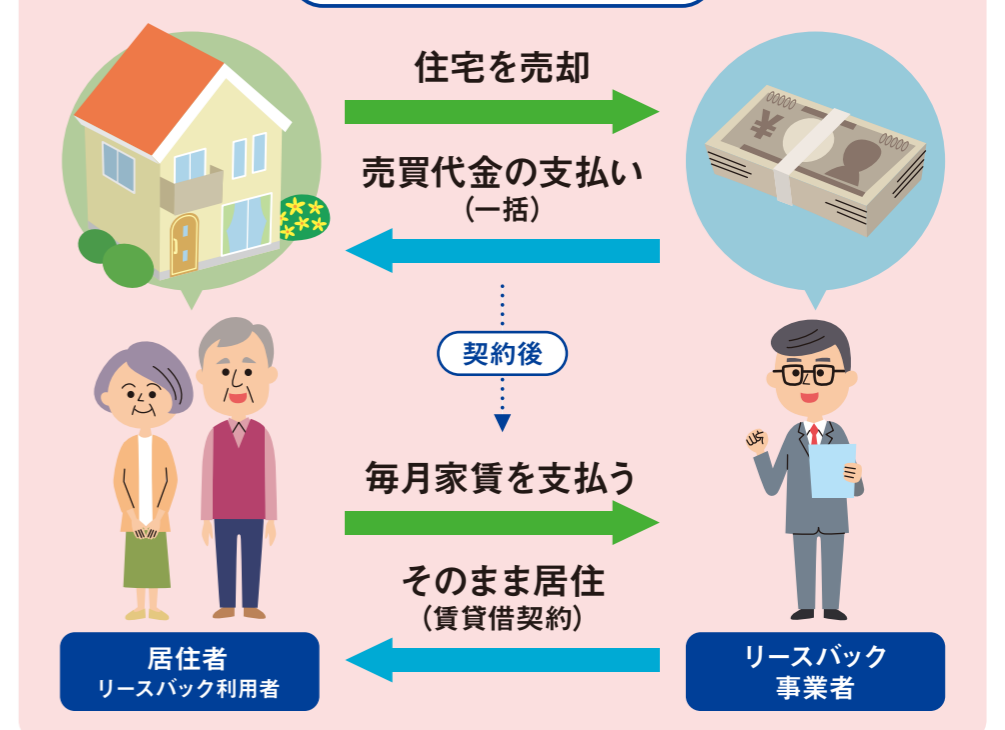 住宅を売却
00000
¥
00000
売買代金の支払い
(一括)
契約後
毎月家賃を支払う
そのまま居住
(賃貸借契約)
居住者
リースバック利用者
リースバック
事業者